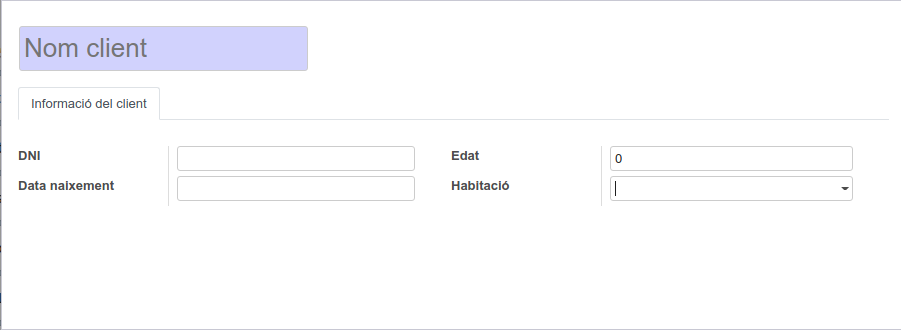 Nom client
Informació del client
DNI
Edat
0
Data naixement
Habitació